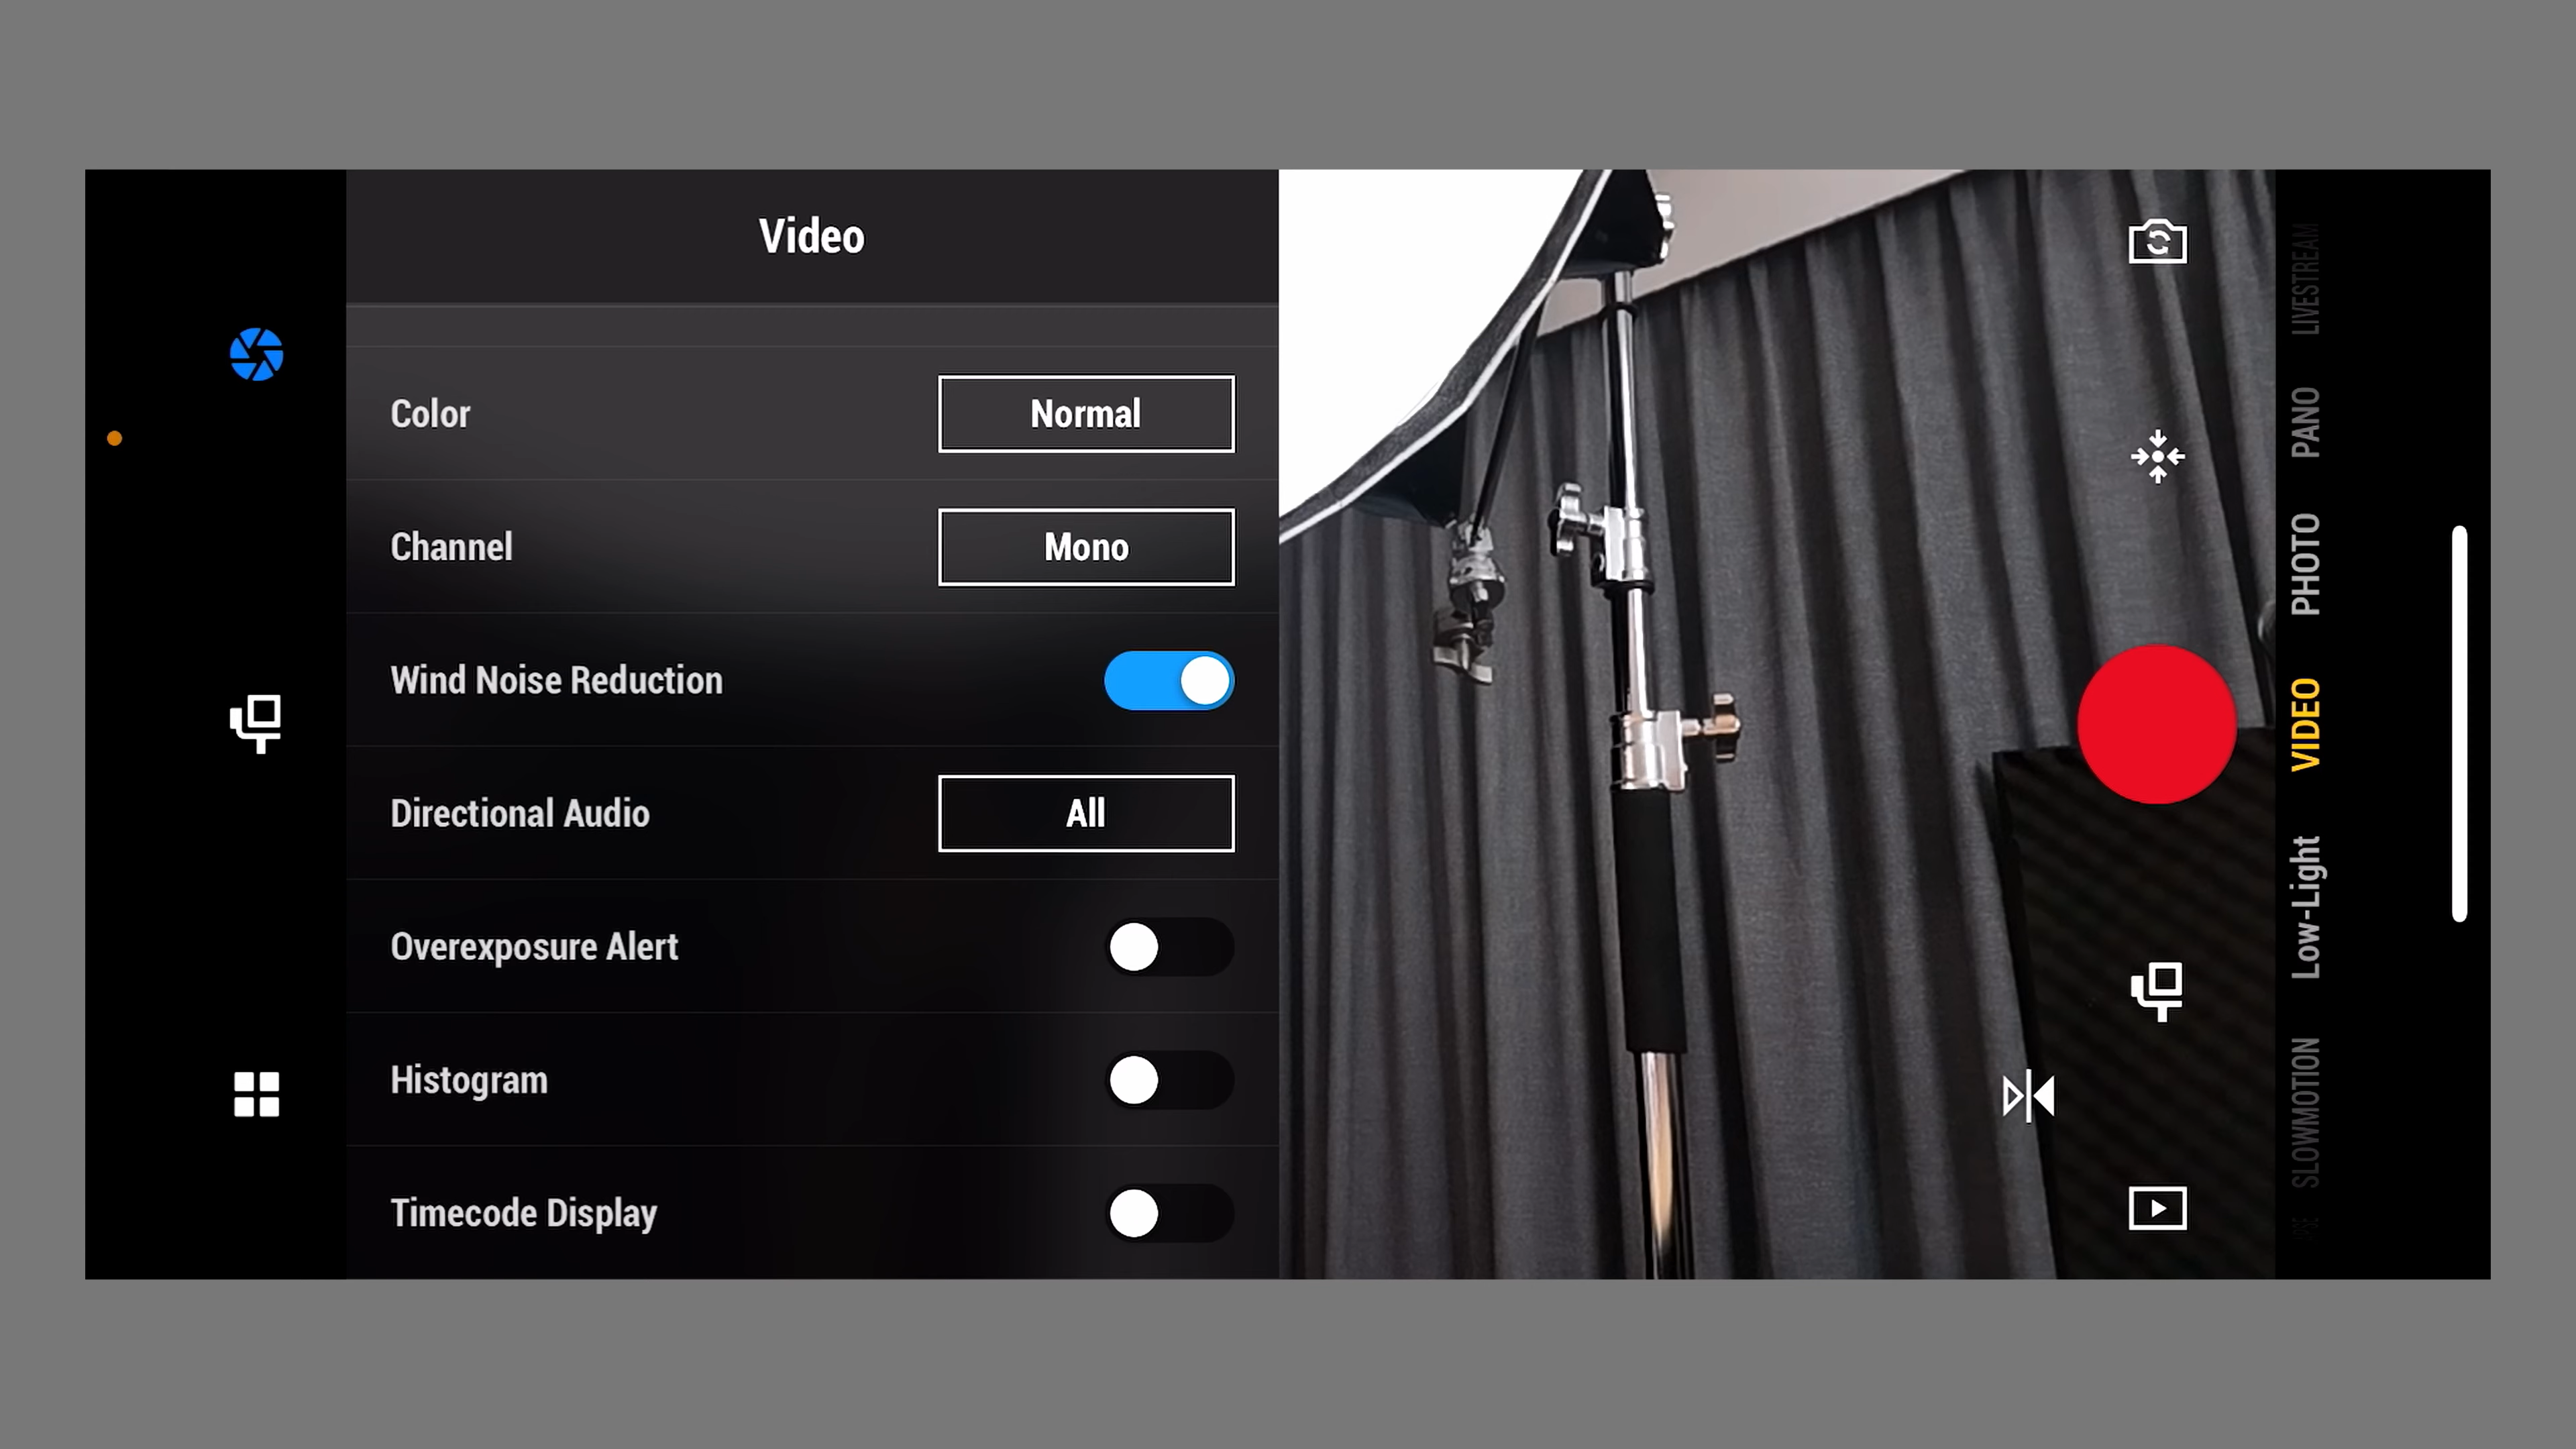 Video
Color
Normal
Channel
Mono
Wind Noise Reduction
Directional Audio
All
Overexposure Alert
Histogram
Timecode Display
LIVESTREAM
PANO
PHOTO
VIDEO
Low-Light
SLOWMOTION